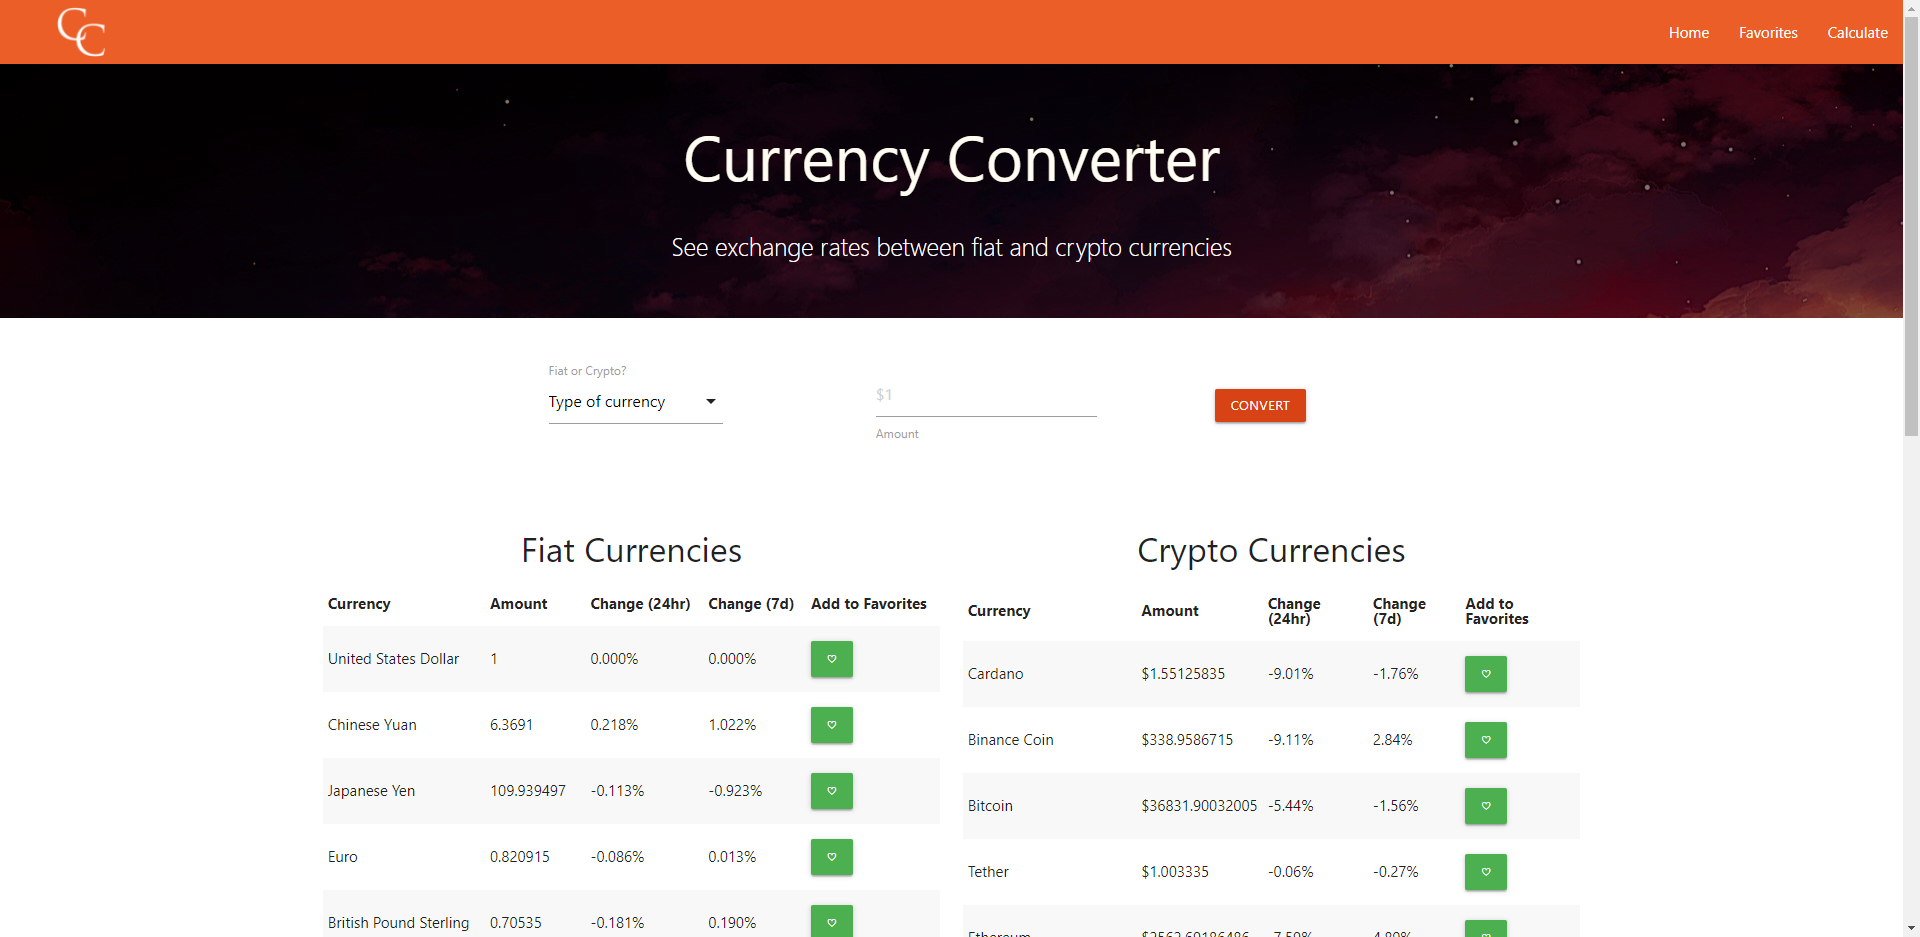 CC
Home Favorites Calculate
Currency Converter
See exchange rates between fiat and crypto currencies
Fiat or Crypto?
Type of currency
$1
Amount
CONVERT
Fiat Currencies
Currency Amount Change (24hr) Change (7d) Add to Favorites
United States Dollar 1 0.000% 0.000%
Chinese Yuan 6.3691 0.218% 1.022%
Japanese Yen 109.939497 -0.113% -0.923%
Euro 0.820915 -0.086% 0.013%
British Pound Sterling 0.70535 -0.181% 0.190%
Crypto Currencies
Currency Amount Change (24hr) Change (7d) Add to Favorites
Cardano $1.55125835 -9.01% -1.76%
Binance Coin $338.9586715 -9.11% 2.84%
Bitcoin $36831.90032005 -5.44% -1.56%
Tether $1.003335 -0.06% -0.27%
Ethereum